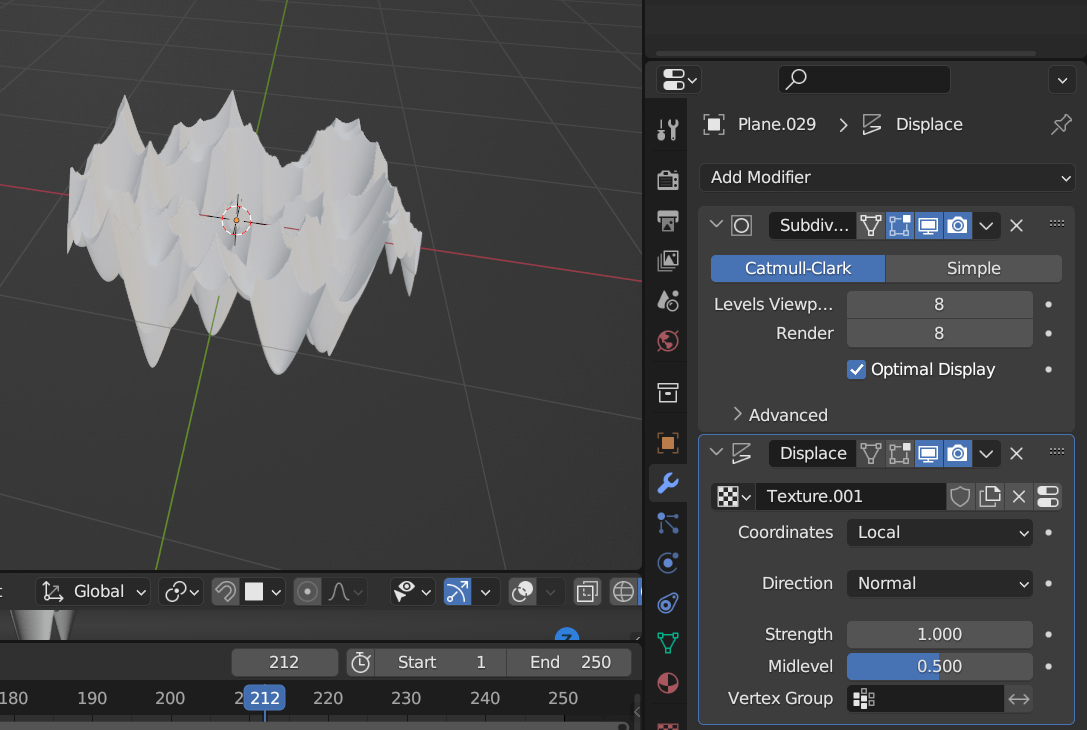 Plane.029 > Displace
Add Modifier
Subdiv...
Catmull-Clark Simple
Levels Viewp... 8
Render 8
Optimal Display
Advanced
Displace
Texture.001
Coordinates Local
Direction Normal
Strength 1.000
Midlevel 0.500
Vertex Group
Global
212 Start 1 End 250
180 190 200 2 212 220 230 240 250